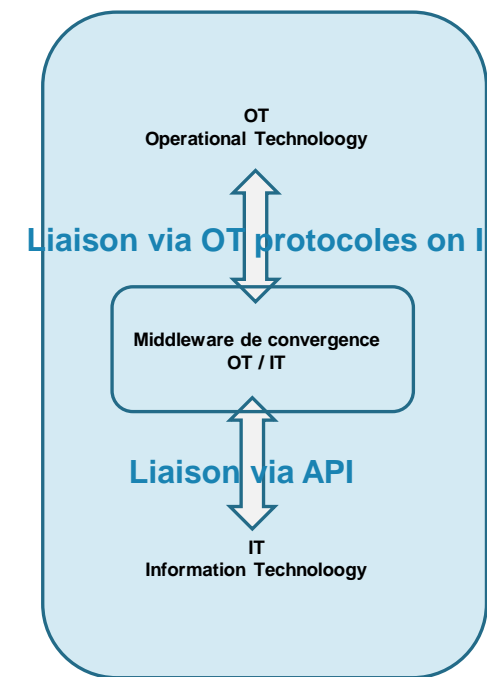 OT
Operational Technoloogy
Liaison via OT protocoles on I
Middleware de convergence
OT / IT
Liaison via API
IT
Information Technoloogy